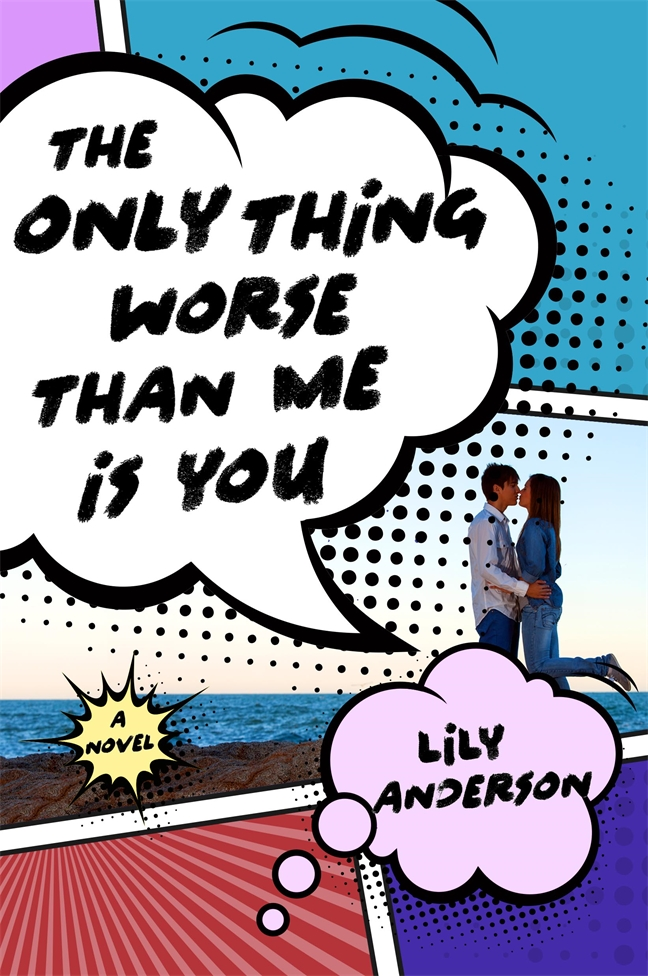 THE
ONLY THiNG
WORSE
THAN ME
iS YOU
A
NOVEL
LiLY
ANDERSON